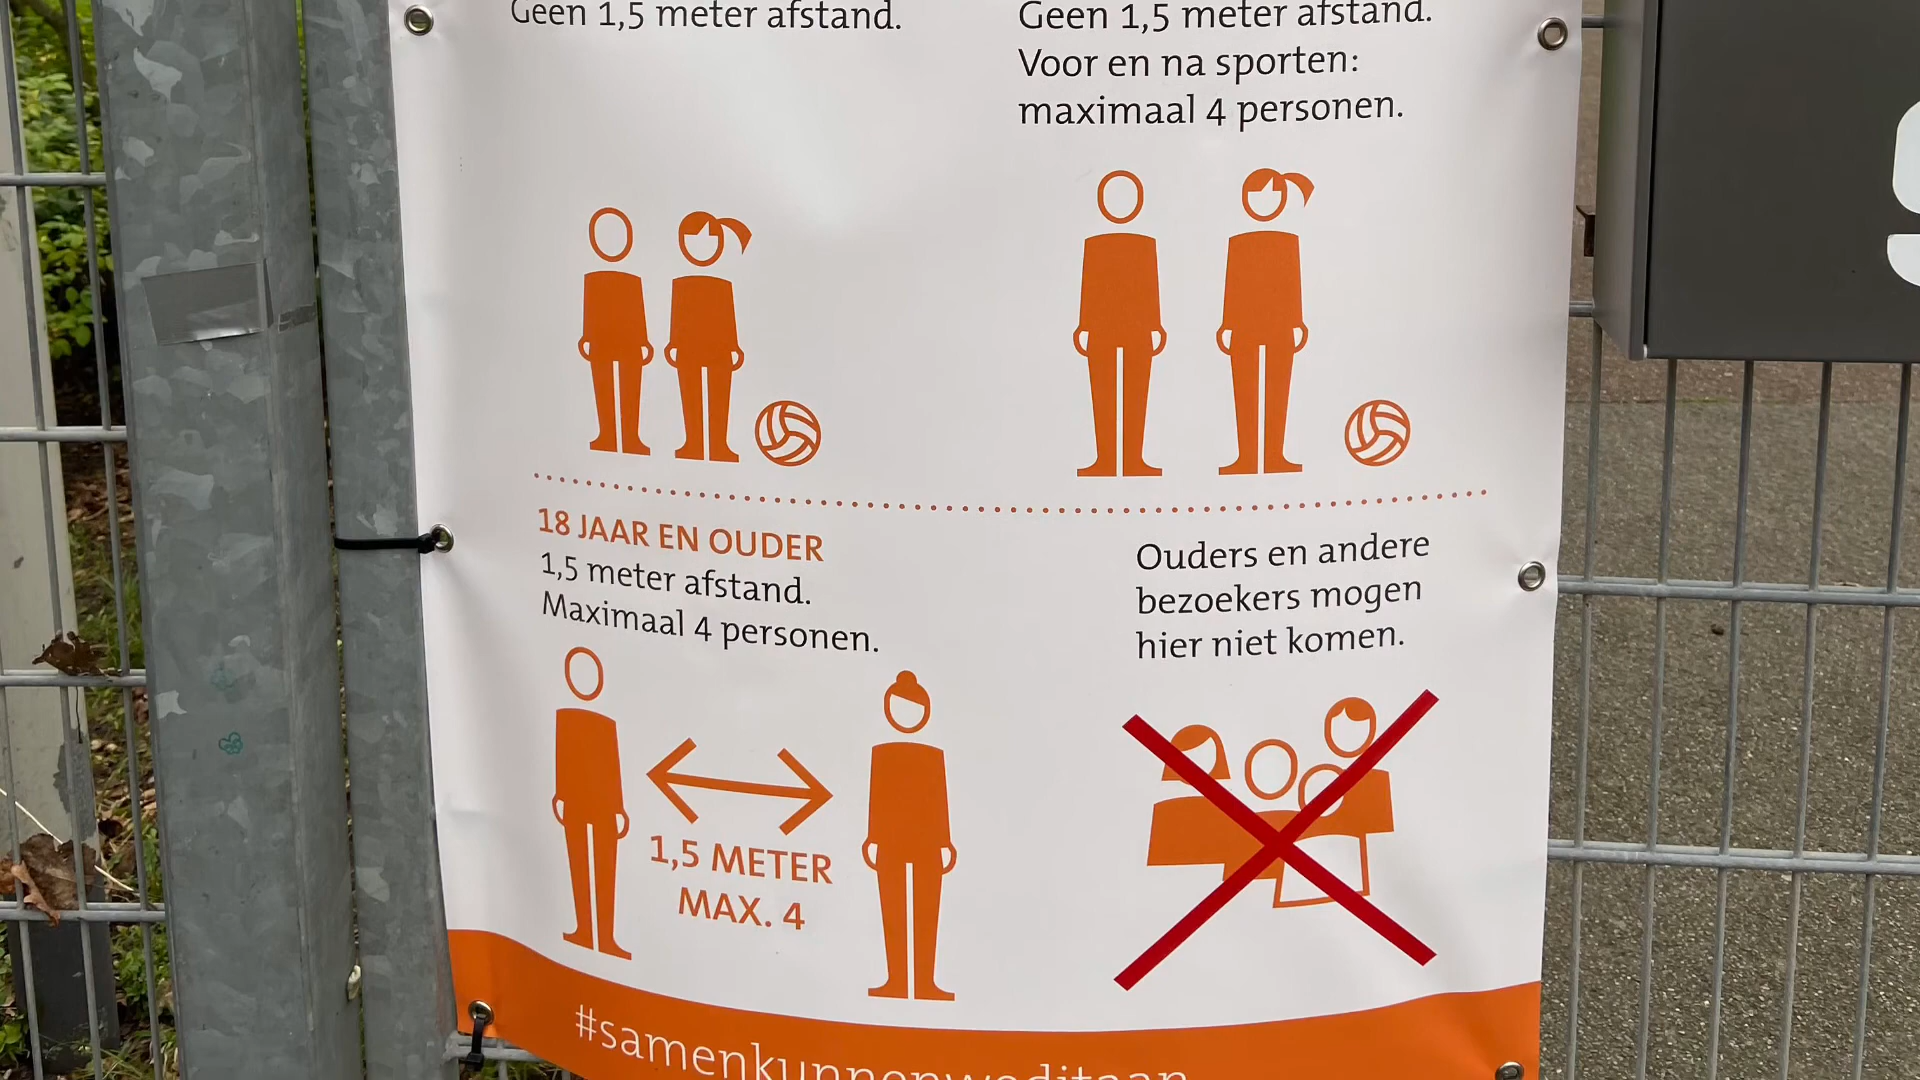 Geen 1,5 meter afstand.
Geen 1,5 meter afstand.
Voor en na sporten:
maximaal 4 personen.
18 JAAR EN OUDER
1,5 meter afstand.
Maximaal 4 personen.
1,5 METER
MAX. 4
Ouders en andere
bezoekers mogen
hier niet komen.
#samenkunnenweditaan